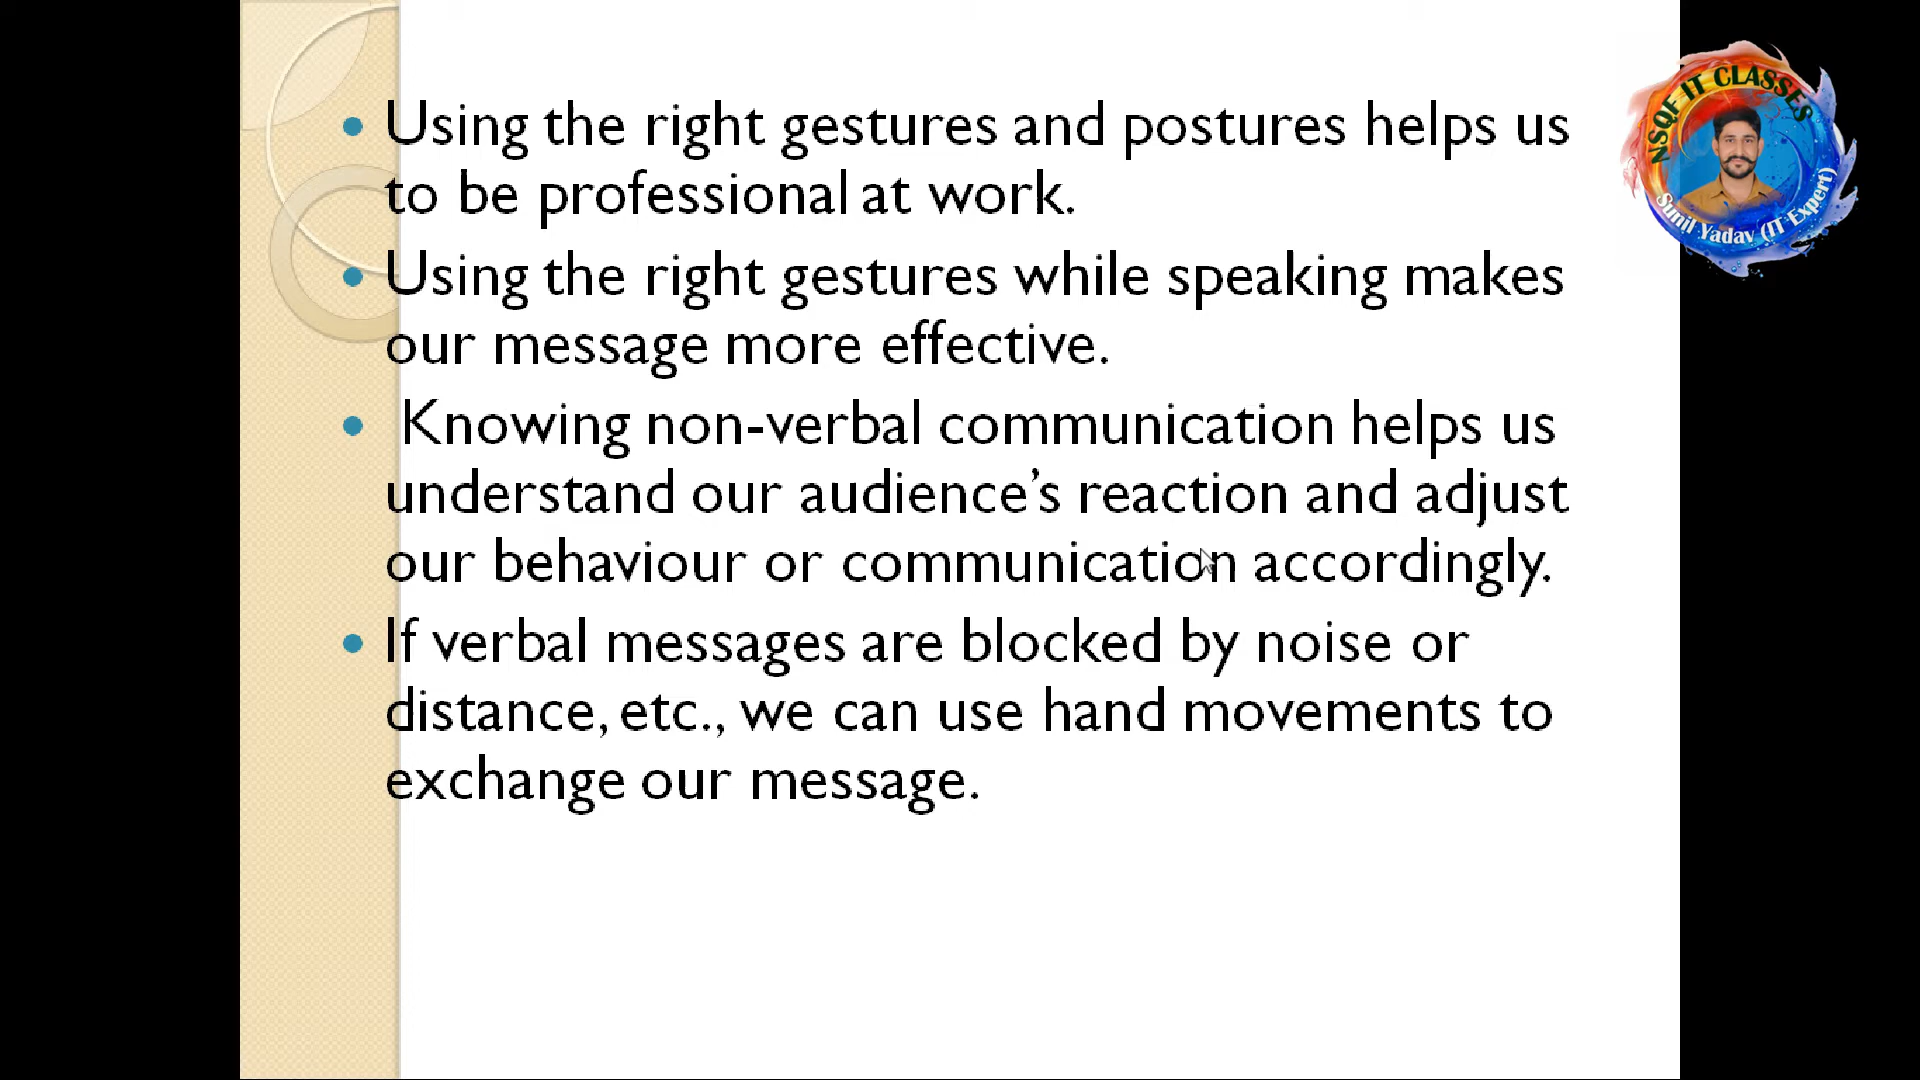 Using the right gestures and postures helps us
to be professional at work.
Using the right gestures while speaking makes
our message more effective.
Knowing non-verbal communication helps us
understand our audience’s reaction and adjust
our behaviour or communication accordingly.
If verbal messages are blocked by noise or
distance, etc., we can use hand movements to
exchange our message.
NSQF IT CLASSES
Sunil Yadav (IT Expert)